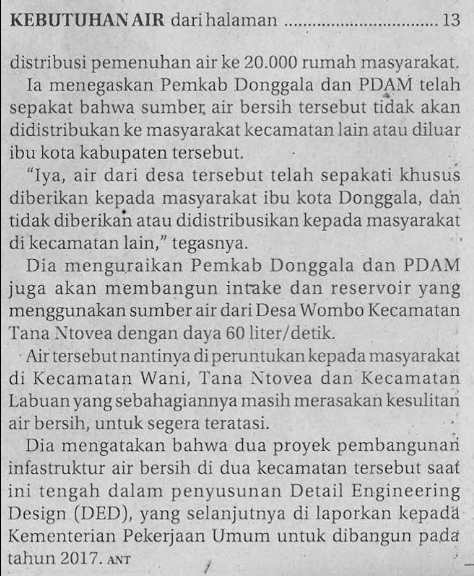 KEBUTUHAN AIR dari halaman ........................................ 13
distribusi pemenuhan air ke 20.000 rumah masyarakat.
Ia menegaskan Pemkab Donggala dan PDAM telah
sepakat bahwa sumber air bersih tersebut tidak akan
didistribukan ke masyarakat kecamatan lain atau diluar
ibu kota kabupaten tersebut.
"Iya, air dari desa tersebut telah sepakati khusus
diberikan kepada masyarakat ibu kota Donggala, dan
tidak diberikan atau didistribusikan kepada masyarakat
di kecamatan lain," tegasnya.
Dia menguraikan Pemkab Donggala dan PDAM
juga akan membangun intake dan reservoir yang
menggunakan sumber air dari Desa Wombo Kecamatan
Tana Ntovea dengan daya 60 liter/detik.
Air tersebut nantinya di peruntukan kepada masyarakat
di Kecamatan Wani, Tana Ntovea dan Kecamatan
Labuan yang sebahagiannya masih merasakan kesulitan
air bersih, untuk segera teratasi.
Dia mengatakan bahwa dua proyek pembangunan
infastruktur air bersih di dua kecamatan tersebut saat
ini tengah dalam penyusunan Detail Engineering
Design (DED), yang selanjutnya di laporkan kepada
Kementerian Pekerjaan Umum untuk dibangun pada
tahun 2017. ANT